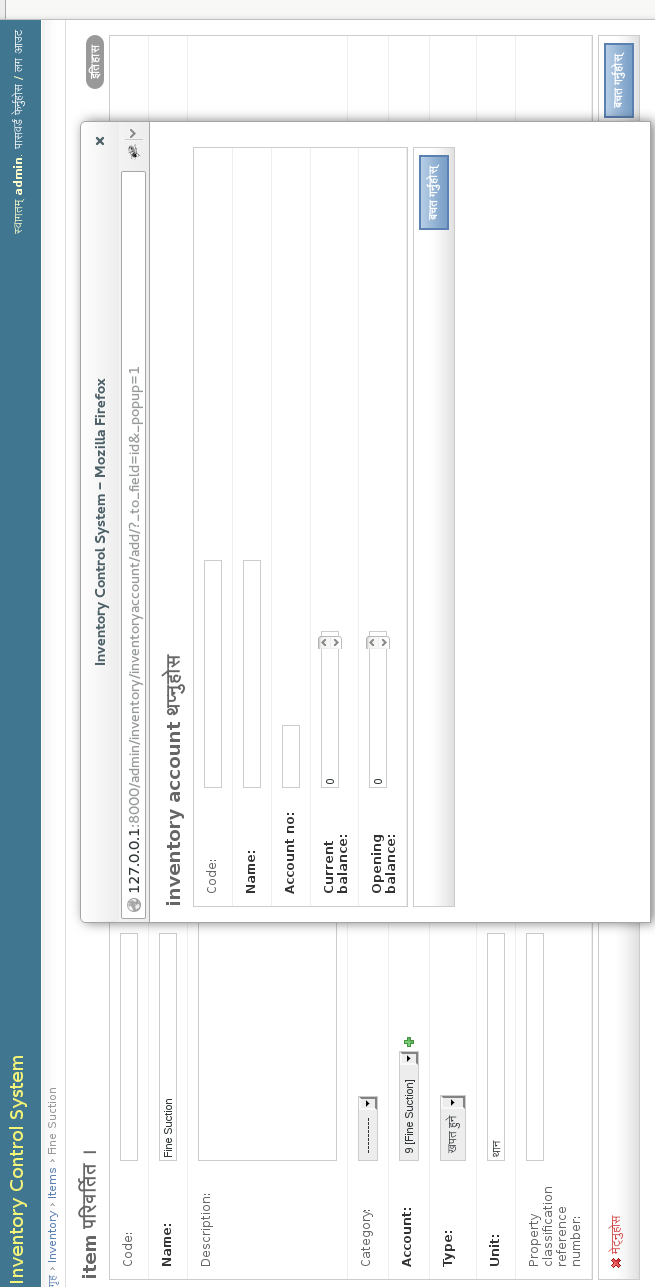 Inventory Control System
स्वागतम् admin. पासवर्ड फेर्नुहोस / लग आउट
गृह › Inventory › Items › Fine Suction
item परिवर्तित ।
इतिहास
Code:
Name: Fine Suction
Description:
Category: ---------
Account: 9 [Fine Suction]
Type: खपत हुने
Unit: थान
Property
classification
reference
number:
मेट्नुहोस
बचत गर्नुहोस्
Inventory Control System – Mozilla Firefox
127.0.0.1:8000/admin/inventory/inventoryaccount/add/?_to_field=id&_popup=1
inventory account थप्नुहोस
Code:
Name:
Account no:
Current
balance: 0
Opening
balance: 0
बचत गर्नुहोस्